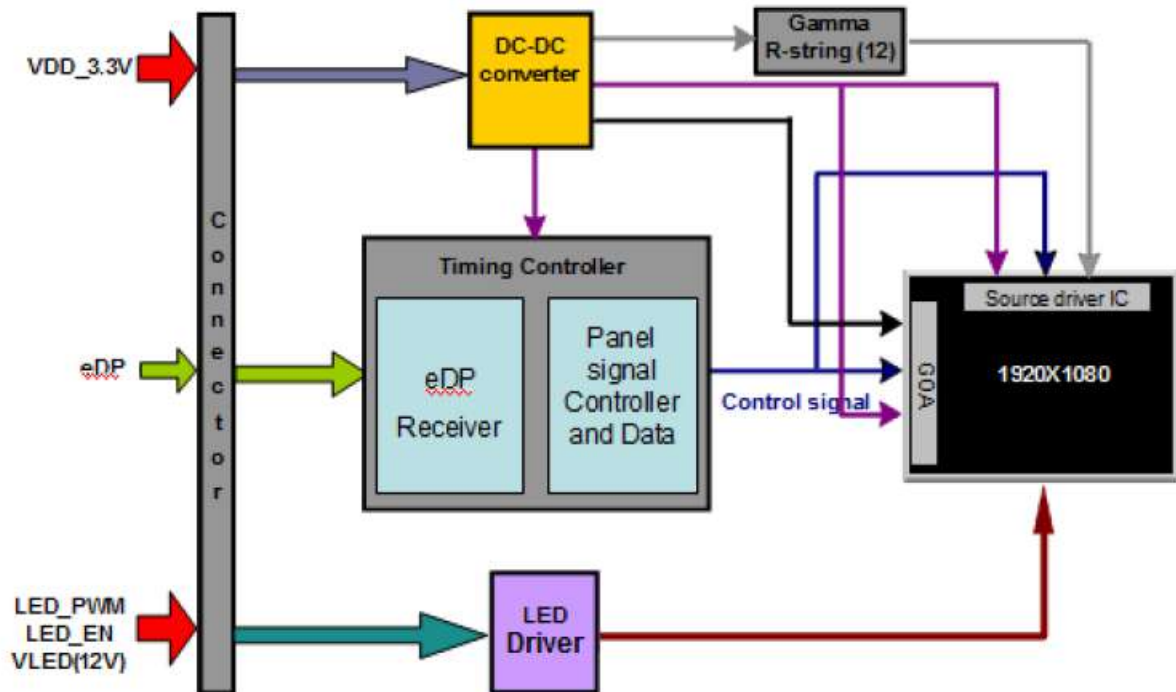 VDD_3.3V
DC-DC
converter
Gamma
R-string (12)
Connector
Timing Controller
eDP
eDP
Receiver
Panel
signal
Controller
and Data
Control signal
Source driver IC
GOA
1920X1080
LED_PWM
LED_EN
VLED(12V)
LED
Driver